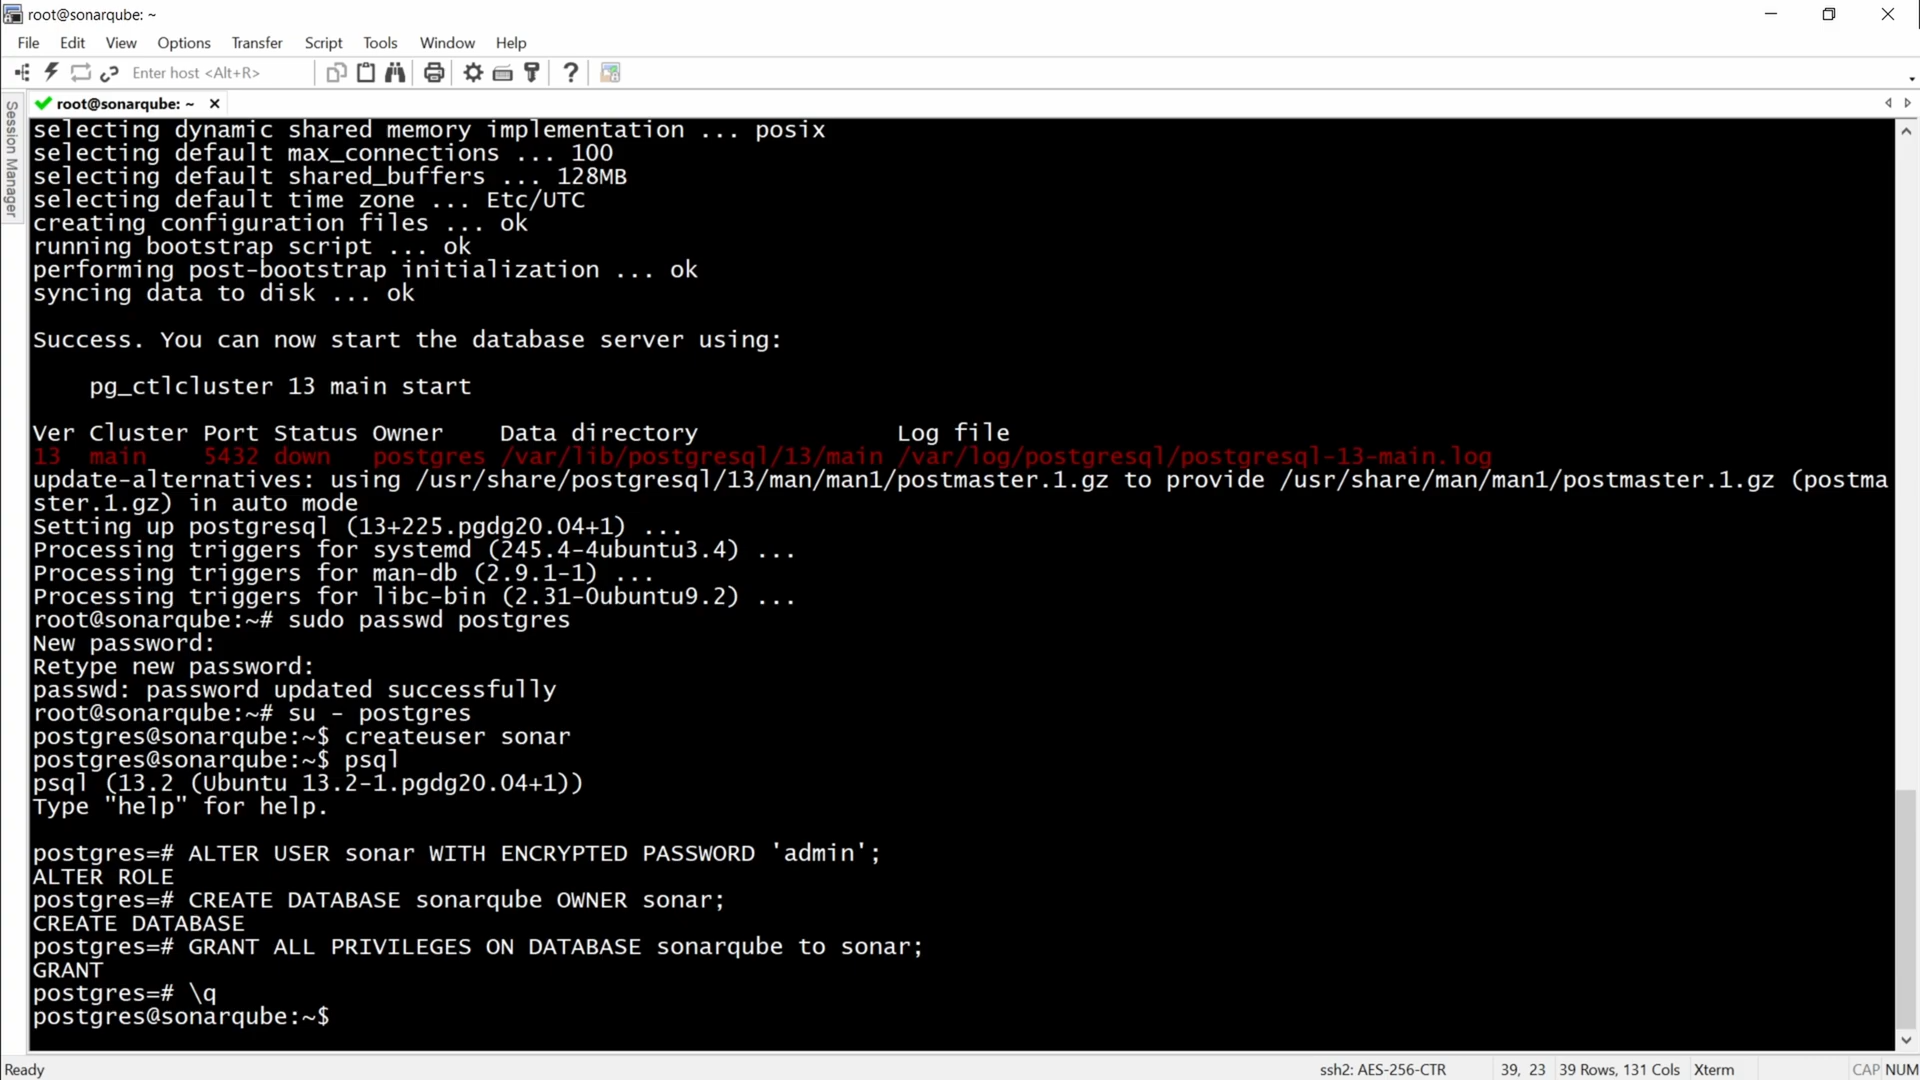 root@sonarqube: ~
File Edit View Options Transfer Script Tools Window Help
Enter host <Alt+R>
root@sonarqube: ~
Session Manager
selecting dynamic shared memory implementation ... posix
selecting default max_connections ... 100
selecting default shared_buffers ... 128MB
selecting default time zone ... Etc/UTC
creating configuration files ... ok
running bootstrap script ... ok
performing post-bootstrap initialization ... ok
syncing data to disk ... ok
Success. You can now start the database server using:
pg_ctlcluster 13 main start
Ver Cluster Port Status Owner    Data directory              Log file
13  main    5432 down   postgres /var/lib/postgresql/13/main /var/log/postgresql/postgresql-13-main.log
update-alternatives: using /usr/share/postgresql/13/man/man1/postmaster.1.gz to provide /usr/share/man/man1/postmaster.1.gz (postma
ster.1.gz) in auto mode
Setting up postgresql (13+225.pgdg20.04+1) ...
Processing triggers for systemd (245.4-4ubuntu3.4) ...
Processing triggers for man-db (2.9.1-1) ...
Processing triggers for libc-bin (2.31-0ubuntu9.2) ...
root@sonarqube:~# sudo passwd postgres
New password:
Retype new password:
passwd: password updated successfully
root@sonarqube:~# su - postgres
postgres@sonarqube:~$ createuser sonar
postgres@sonarqube:~$ psql
psql (13.2 (Ubuntu 13.2-1.pgdg20.04+1))
Type "help" for help.
postgres=# ALTER USER sonar WITH ENCRYPTED PASSWORD 'admin';
ALTER ROLE
postgres=# CREATE DATABASE sonarqube OWNER sonar;
CREATE DATABASE
postgres=# GRANT ALL PRIVILEGES ON DATABASE sonarqube to sonar;
GRANT
postgres=# \q
postgres@sonarqube:~$
Ready ssh2: AES-256-CTR 39, 23 39 Rows, 131 Cols Xterm CAP NUM